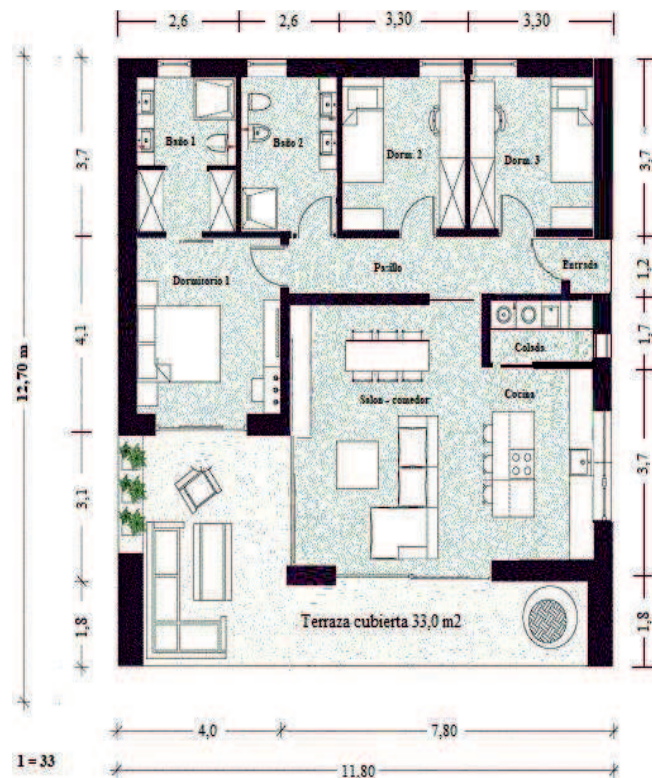 2,6 2,6 3,30 3,30
Baño 1
Baño 2
Dorm. 2
Dorm. 3
3,7
3,7
Dormitorio 1
Pasillo
Entrada
1,2
4,1
12,70 m
Colada
1,7
Salon - comedor
Cocina
3,7
3,1
Terraza cubierta 33,0 m2
1,8
1,8
4,0
7,80
1 = 33
11.80